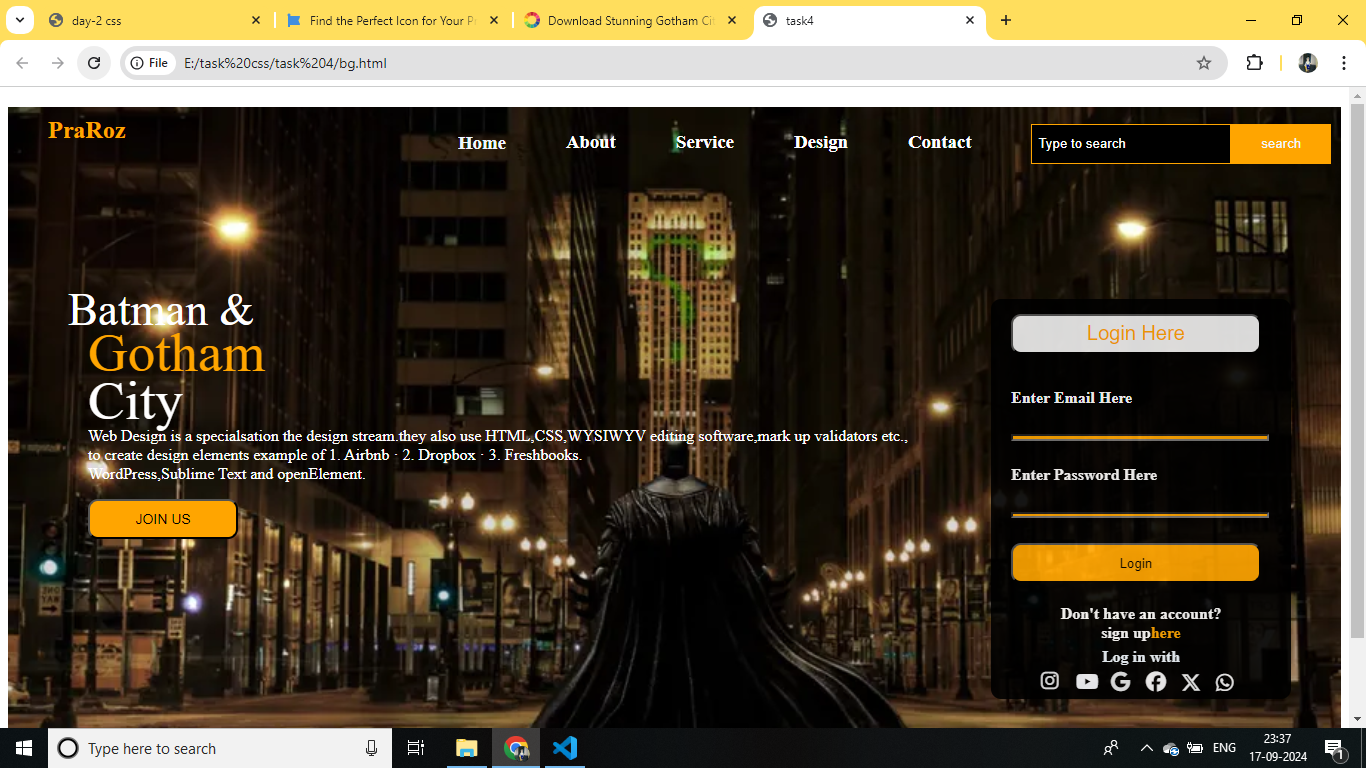 day-2 css
Find the Perfect Icon for Your P
Download Stunning Gotham Ci
task4
File
E:/task%20css/task%204/bg.html
PraRoz
Home
About
Service
Design
Contact
Type to search
search
Batman &
Gotham
City
Web Design is a specialsation the design stream.they also use HTML,CSS,WYSIWYV editing software,mark up validators etc.,
to create design elements example of 1. Airbnb · 2. Dropbox · 3. Freshbooks.
WordPress,Sublime Text and openElement.
JOIN US
Login Here
Enter Email Here
Enter Password Here
Login
Don't have an account?
sign uphere
Log in with
Type here to search
ENG
23:37
17-09-2024
1